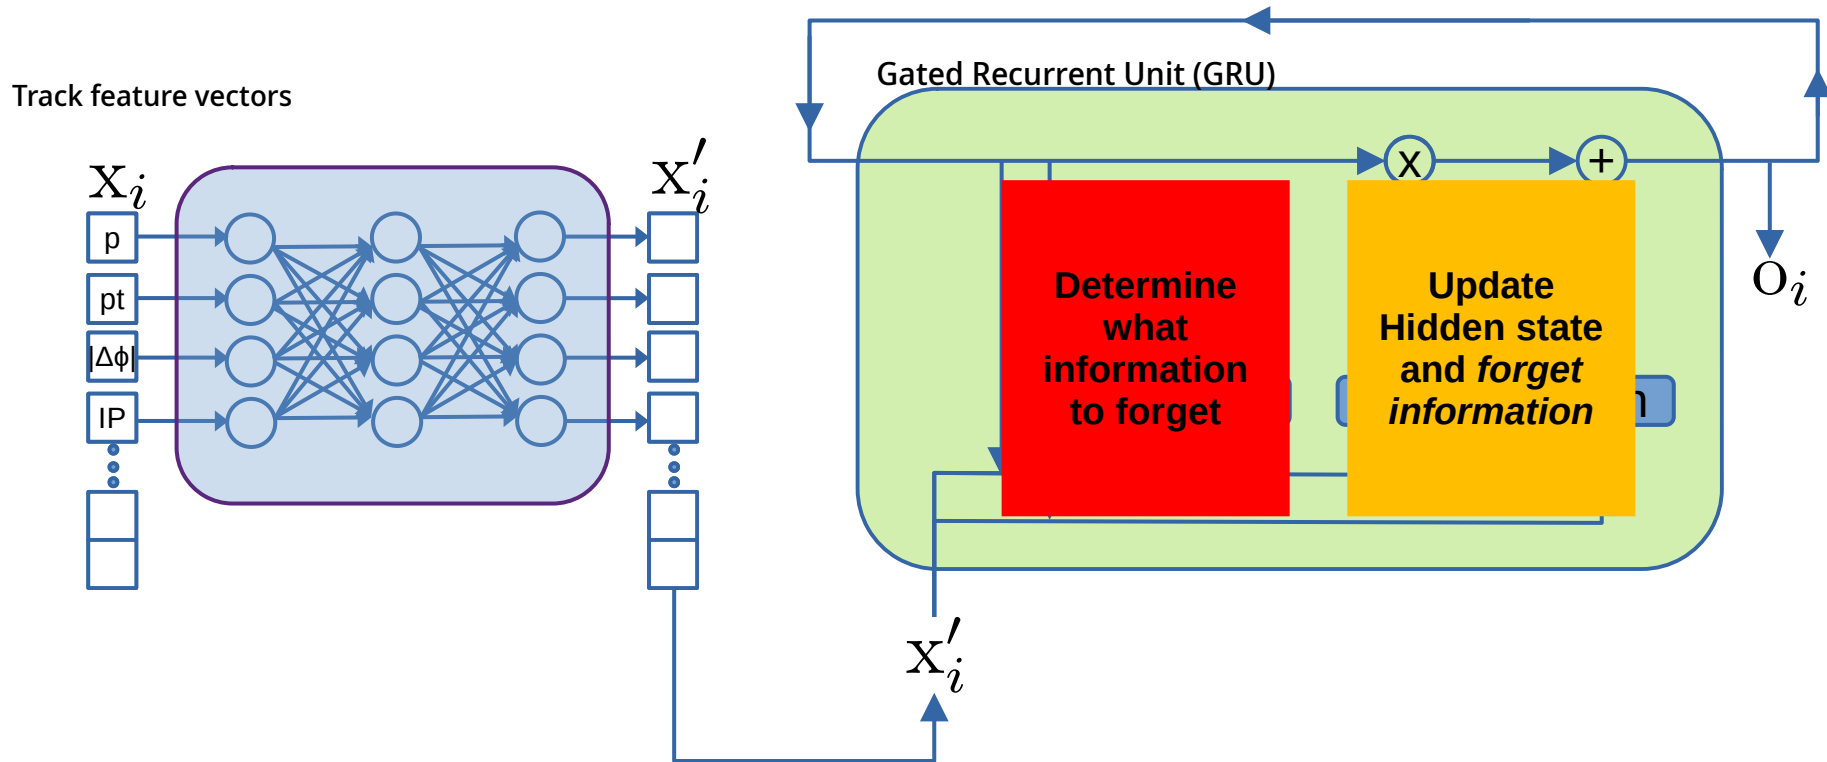 Track feature vectors
Gated Recurrent Unit (GRU)
x_i
x'_i
p
pt
|Δϕ|
IP
x
+
Determine
what
information
to forget
Update
Hidden state
and forget
information
o_i
x'_i